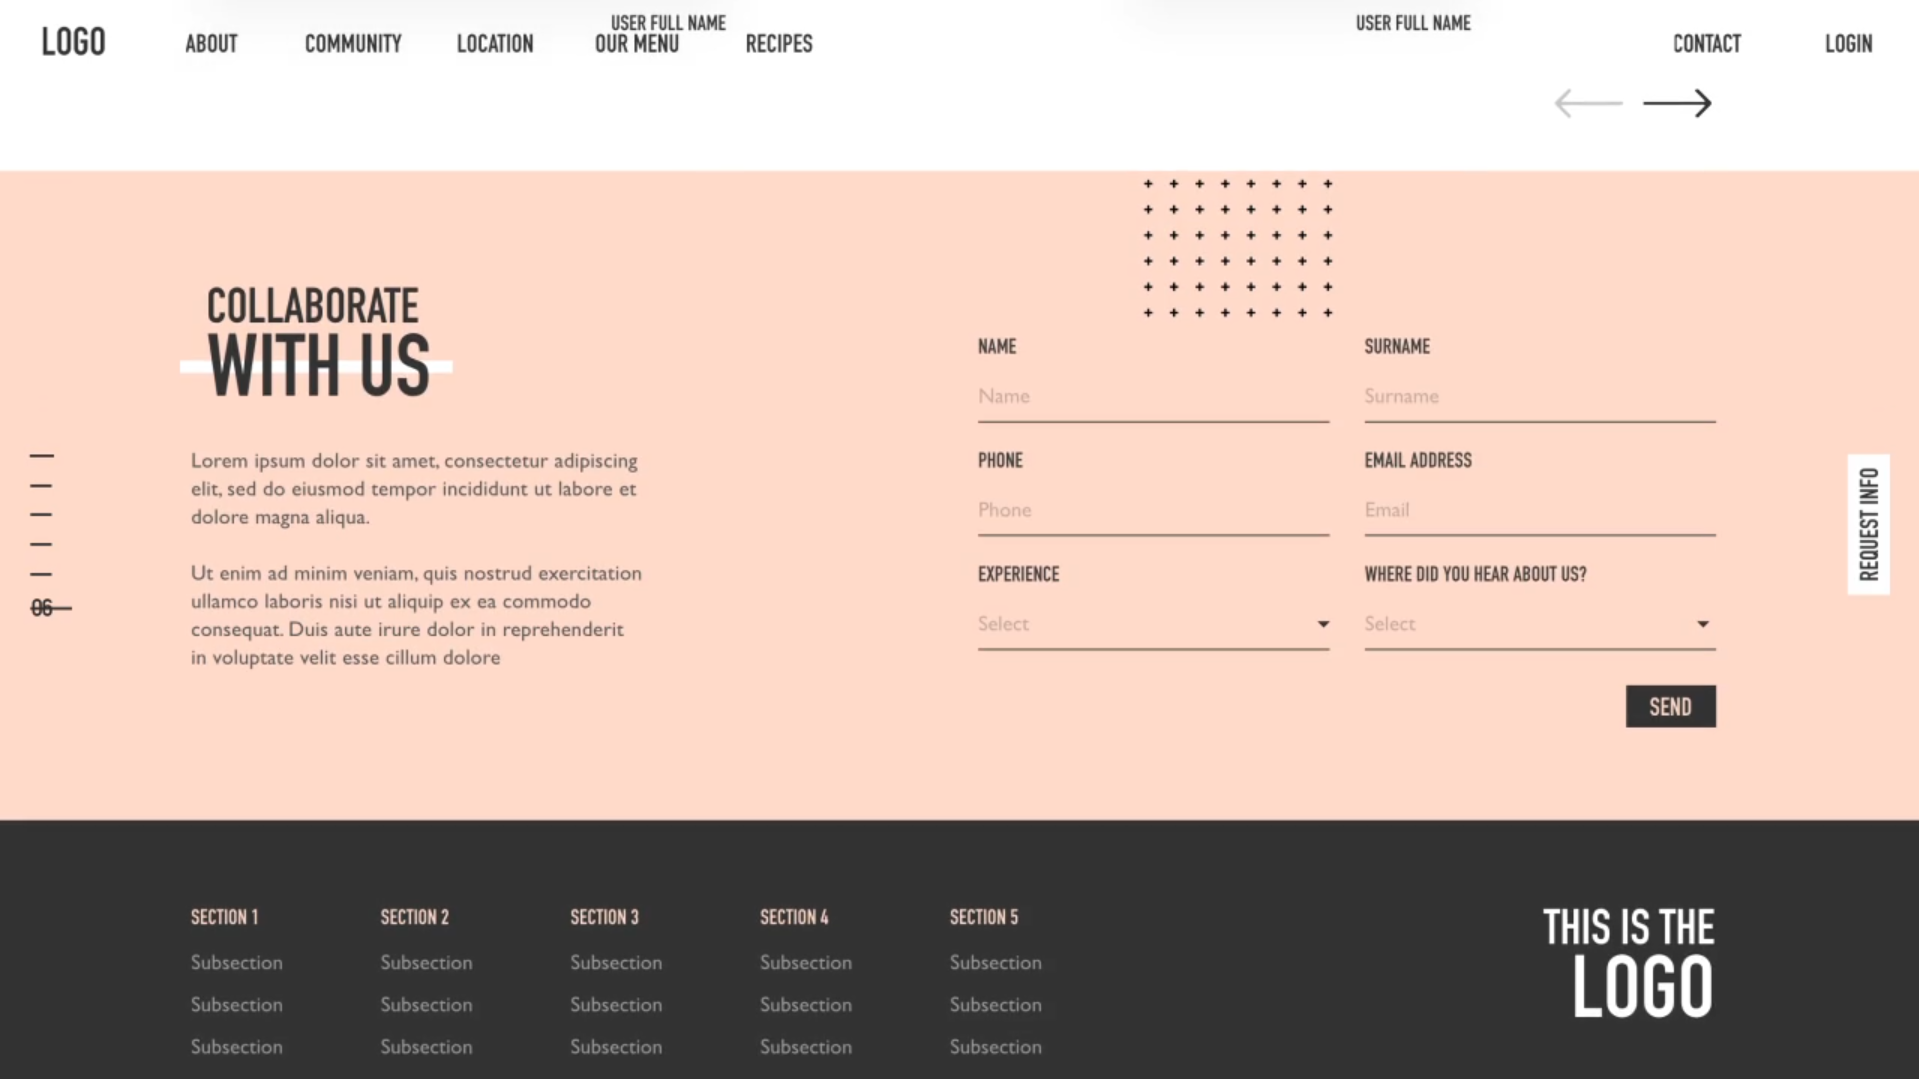 USER FULL NAME
USER FULL NAME
LOGO
ABOUT
COMMUNITY
LOCATION
OUR MENU
RECIPES
CONTACT
LOGIN
COLLABORATE
WITH US
Lorem ipsum dolor sit amet, consectetur adipiscing
elit, sed do eiusmod tempor incididunt ut labore et
dolore magna aliqua.
Ut enim ad minim veniam, quis nostrud exercitation
ullamco laboris nisi ut aliquip ex ea commodo
consequat. Duis aute irure dolor in reprehenderit
in voluptate velit esse cillum dolore
06
NAME
Name
SURNAME
Surname
PHONE
Phone
EMAIL ADDRESS
Email
EXPERIENCE
Select
WHERE DID YOU HEAR ABOUT US?
Select
SEND
REQUEST INFO
SECTION 1
Subsection
Subsection
Subsection
SECTION 2
Subsection
Subsection
Subsection
SECTION 3
Subsection
Subsection
Subsection
SECTION 4
Subsection
Subsection
Subsection
SECTION 5
Subsection
Subsection
Subsection
THIS IS THE
LOGO